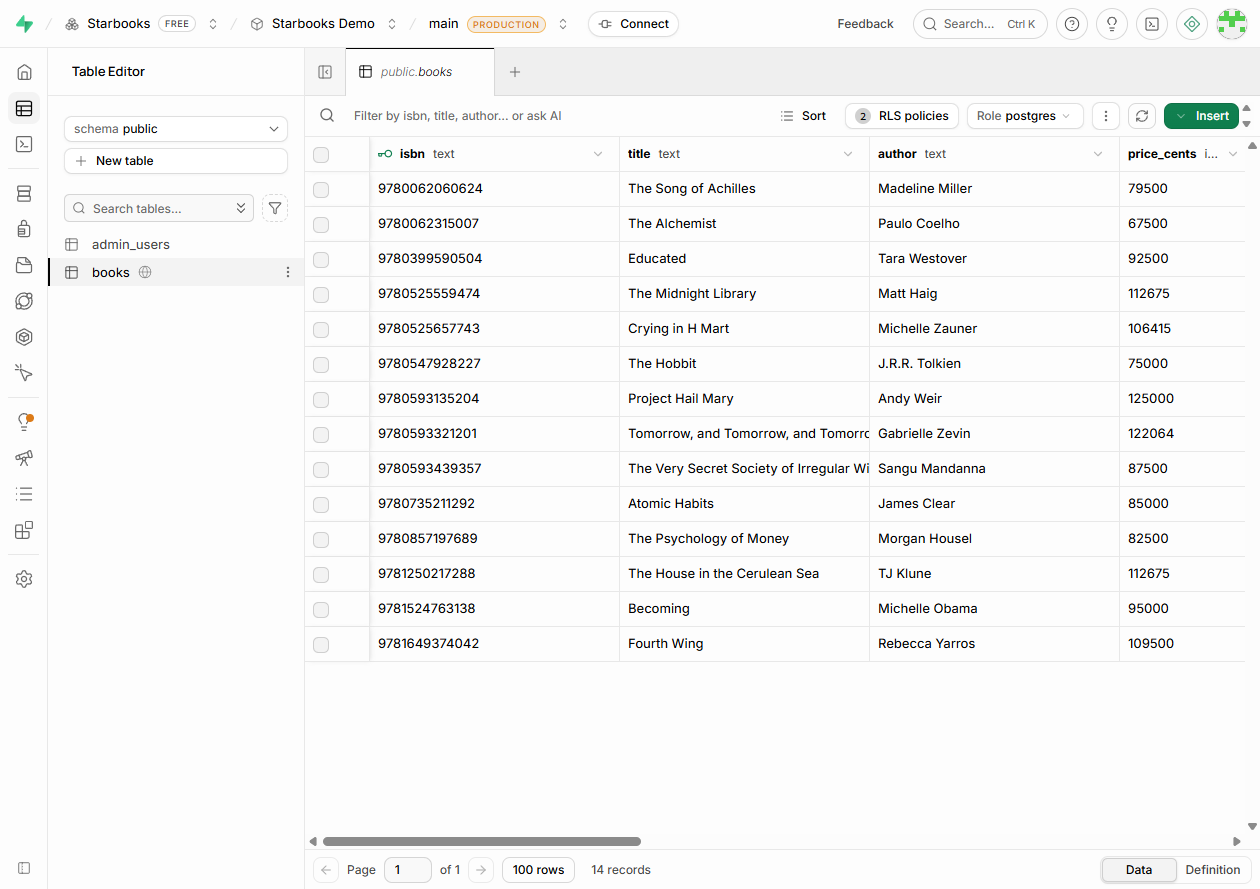 Starbooks FREE Starbooks Demo main PRODUCTION Connect Feedback Search... Ctrl K
Table Editor
public.books
schema public
New table
Search tables...
admin_users
books
Filter by isbn, title, author... or ask AI Sort 2 RLS policies Role postgres Insert
isbn text title text author text price_cents i...
9780062060624 The Song of Achilles Madeline Miller 79500
9780062315007 The Alchemist Paulo Coelho 67500
9780399590504 Educated Tara Westover 92500
9780525559474 The Midnight Library Matt Haig 112675
9780525657743 Crying in H Mart Michelle Zauner 106415
9780547928227 The Hobbit J.R.R. Tolkien 75000
9780593135204 Project Hail Mary Andy Weir 125000
9780593321201 Tomorrow, and Tomorrow, and Tomorro Gabrielle Zevin 122064
9780593439357 The Very Secret Society of Irregular Wi Sangu Mandanna 87500
9780735211292 Atomic Habits James Clear 85000
9780857197689 The Psychology of Money Morgan Housel 82500
9781250217288 The House in the Cerulean Sea TJ Klune 112675
9781524763138 Becoming Michelle Obama 95000
9781649374042 Fourth Wing Rebecca Yarros 109500
Page 1 of 1 100 rows 14 records Data Definition